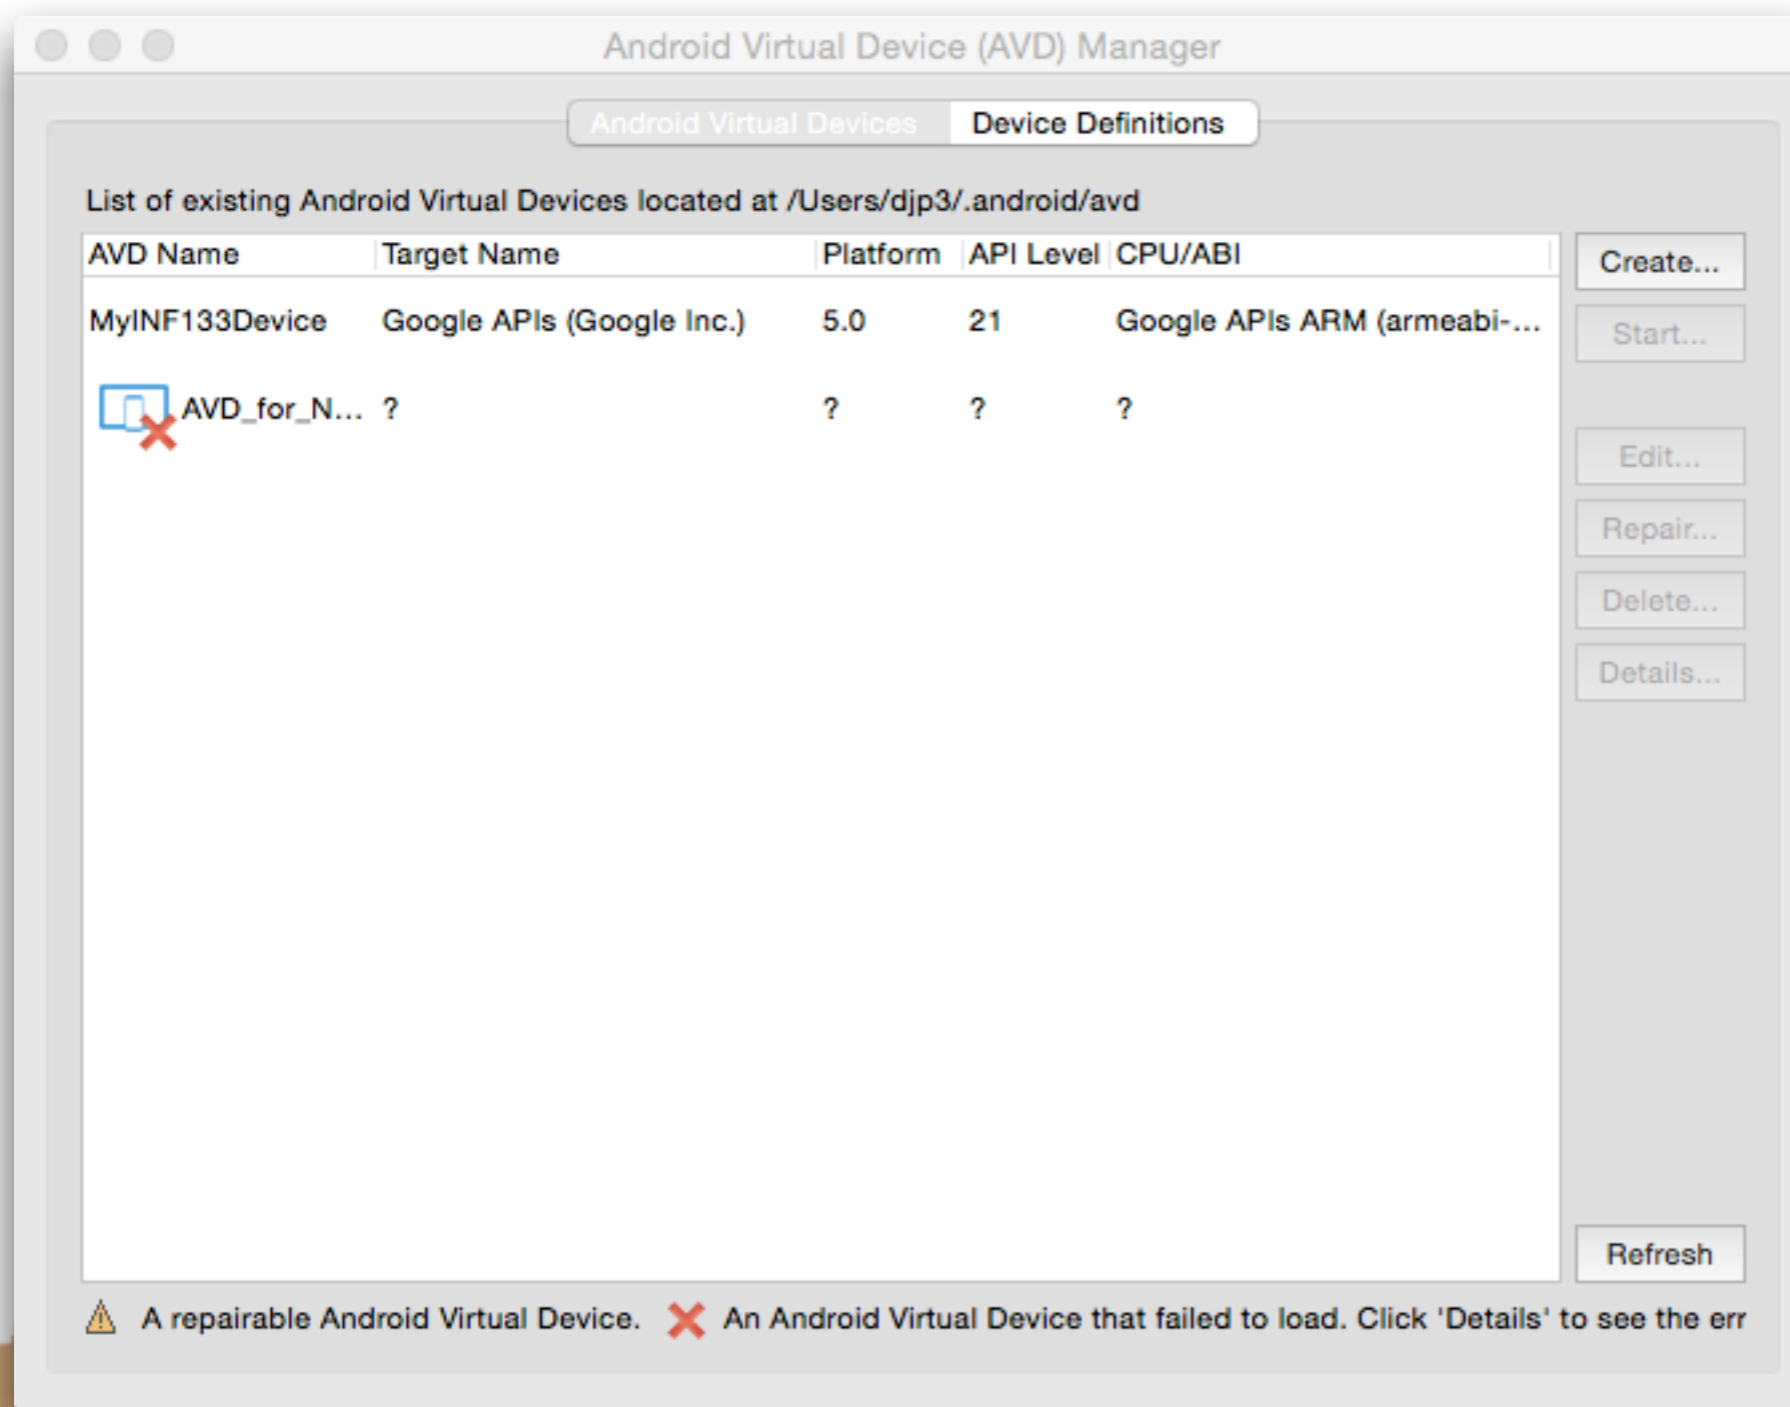 Android Virtual Device (AVD) Manager
Android Virtual Devices Device Definitions
List of existing Android Virtual Devices located at /Users/djp3/.android/avd
AVD Name Target Name Platform API Level CPU/ABI
Create...
MyINF133Device Google APIs (Google Inc.) 5.0 21 Google APIs ARM (armeabi-...
Start...
AVD_for_N... ? ? ? ?
Edit...
Repair...
Delete...
Details...
Refresh
A repairable Android Virtual Device. An Android Virtual Device that failed to load. Click 'Details' to see the err